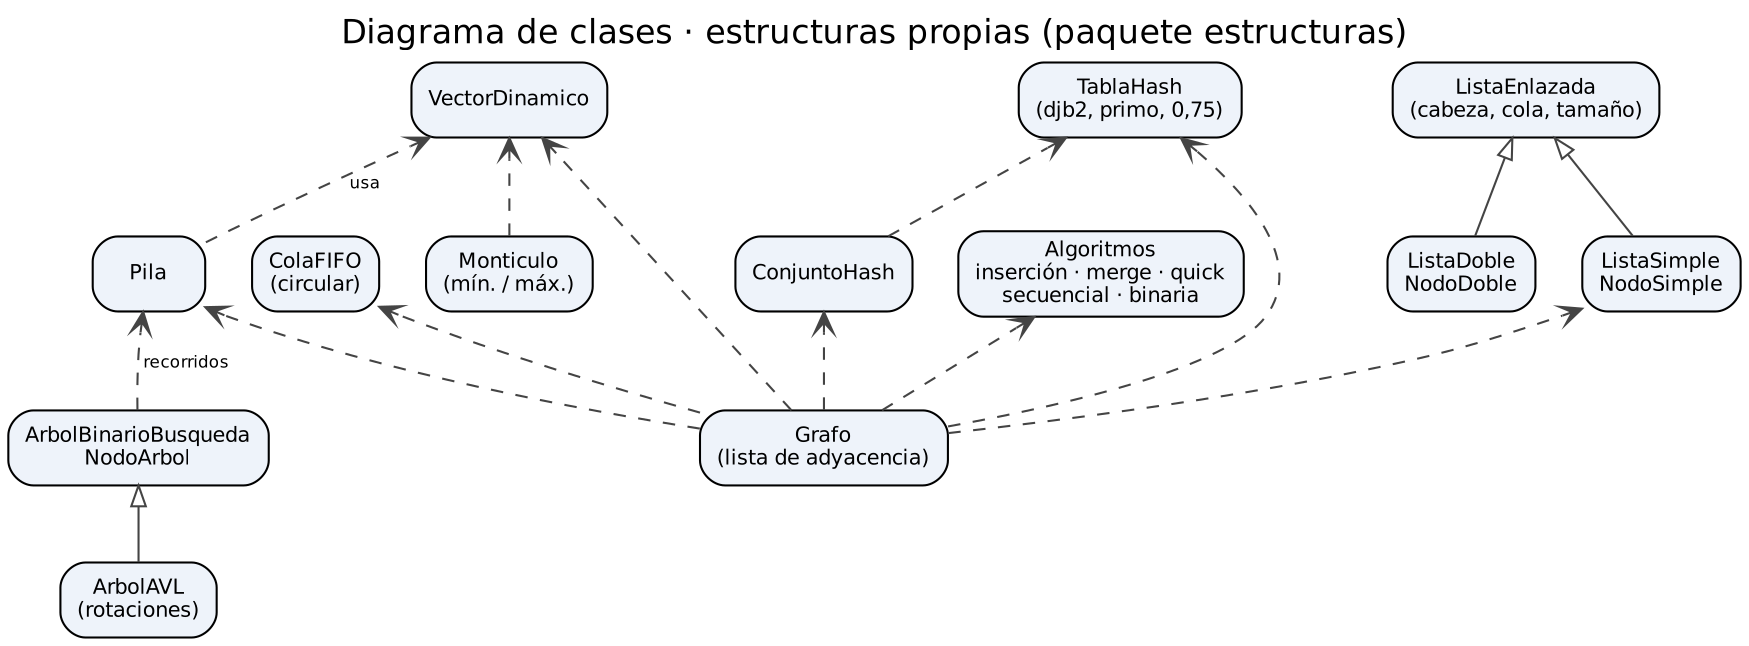 Diagrama de clases · estructuras propias (paquete estructuras)
VectorDinamico
TablaHash
(djb2, primo, 0,75)
ListaEnlazada
(cabeza, cola, tamaño)
usa
Pila
ColaFIFO
(circular)
Monticulo
(mín. / máx.)
ConjuntoHash
Algoritmos
inserción · merge · quick
secuencial · binaria
ListaDoble
NodoDoble
ListaSimple
NodoSimple
recorridos
ArbolBinarioBusqueda
NodoArbol
Grafo
(lista de adyacencia)
ArbolAVL
(rotaciones)